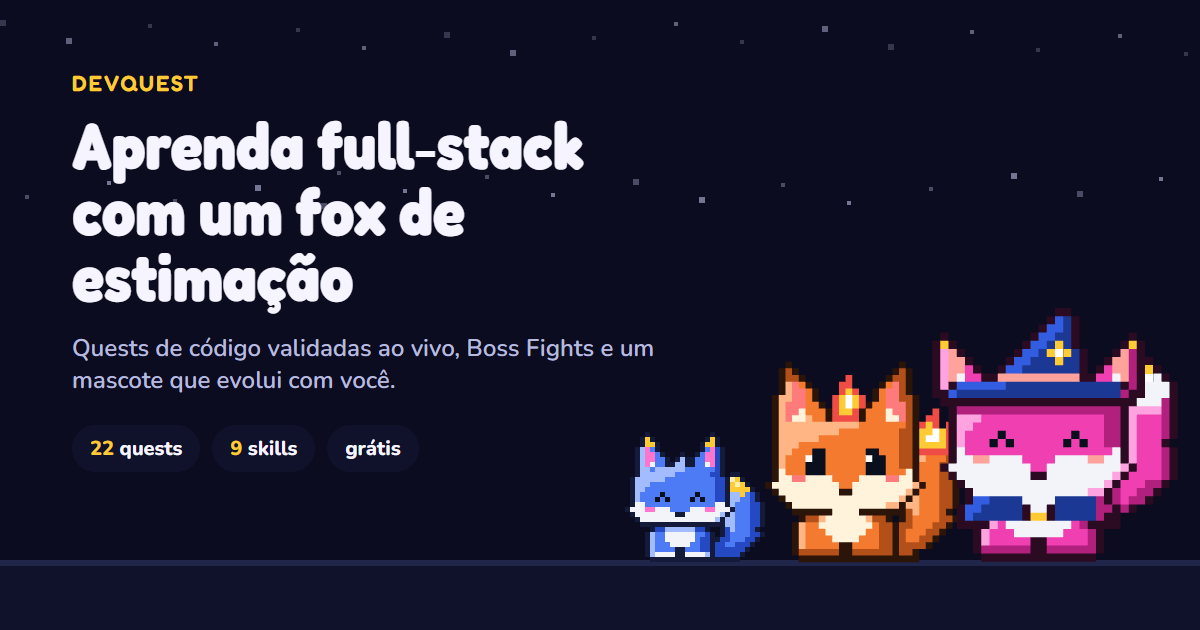 DEVQUEST
Aprenda full-stack
com um fox de
estimação
Quests de código validadas ao vivo, Boss Fights e um
mascote que evolui com você.
22 quests
9 skills
grátis